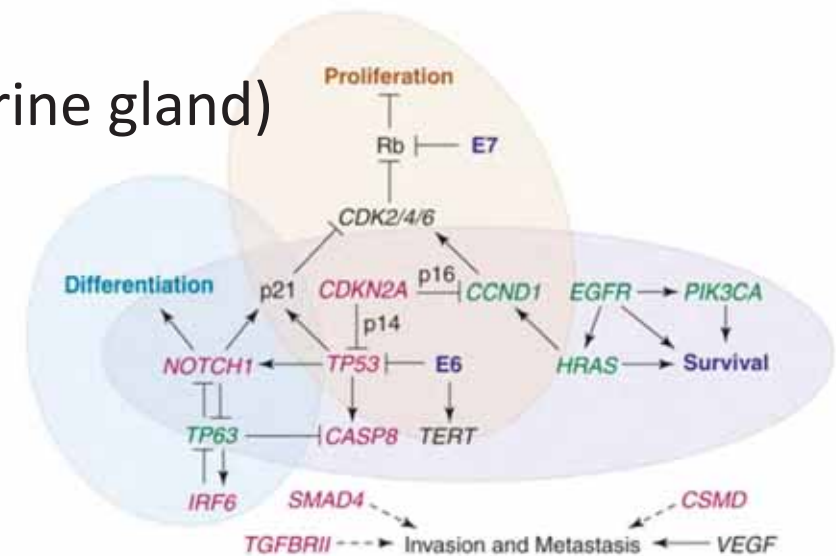 rine gland)
Proliferation
Rb E7
CDK2/4/6
Differentiation p21 CDKN2A p16 CCND1 EGFR PIK3CA
p14
NOTCH1 TP53 E6 HRAS Survival
TP63 CASP8 TERT
IRF6 SMAD4 CSMD
TGFBRII Invasion and Metastasis VEGF